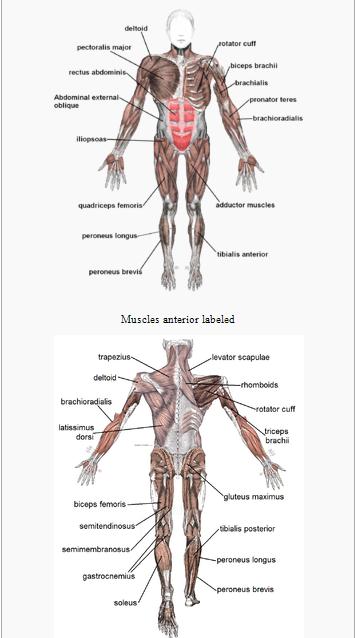 deltoid
pectoralis major
rotator cuff
rectus abdominis
biceps brachii
brachialis
Abdominal external
oblique
pronator teres
brachioradialis
iliopsoas
quadriceps femoris
adductor muscles
peroneus longus
tibialis anterior
peroneus brevis
Muscles anterior labeled
trapezius
levator scapulae
deltoid
rhomboids
brachioradialis
rotator cuff
latissimus
dorsi
triceps
brachii
gluteus maximus
biceps femoris
semitendinosus
tibialis posterior
semimembranosus
peroneus longus
gastrocnemius
peroneus brevis
soleus